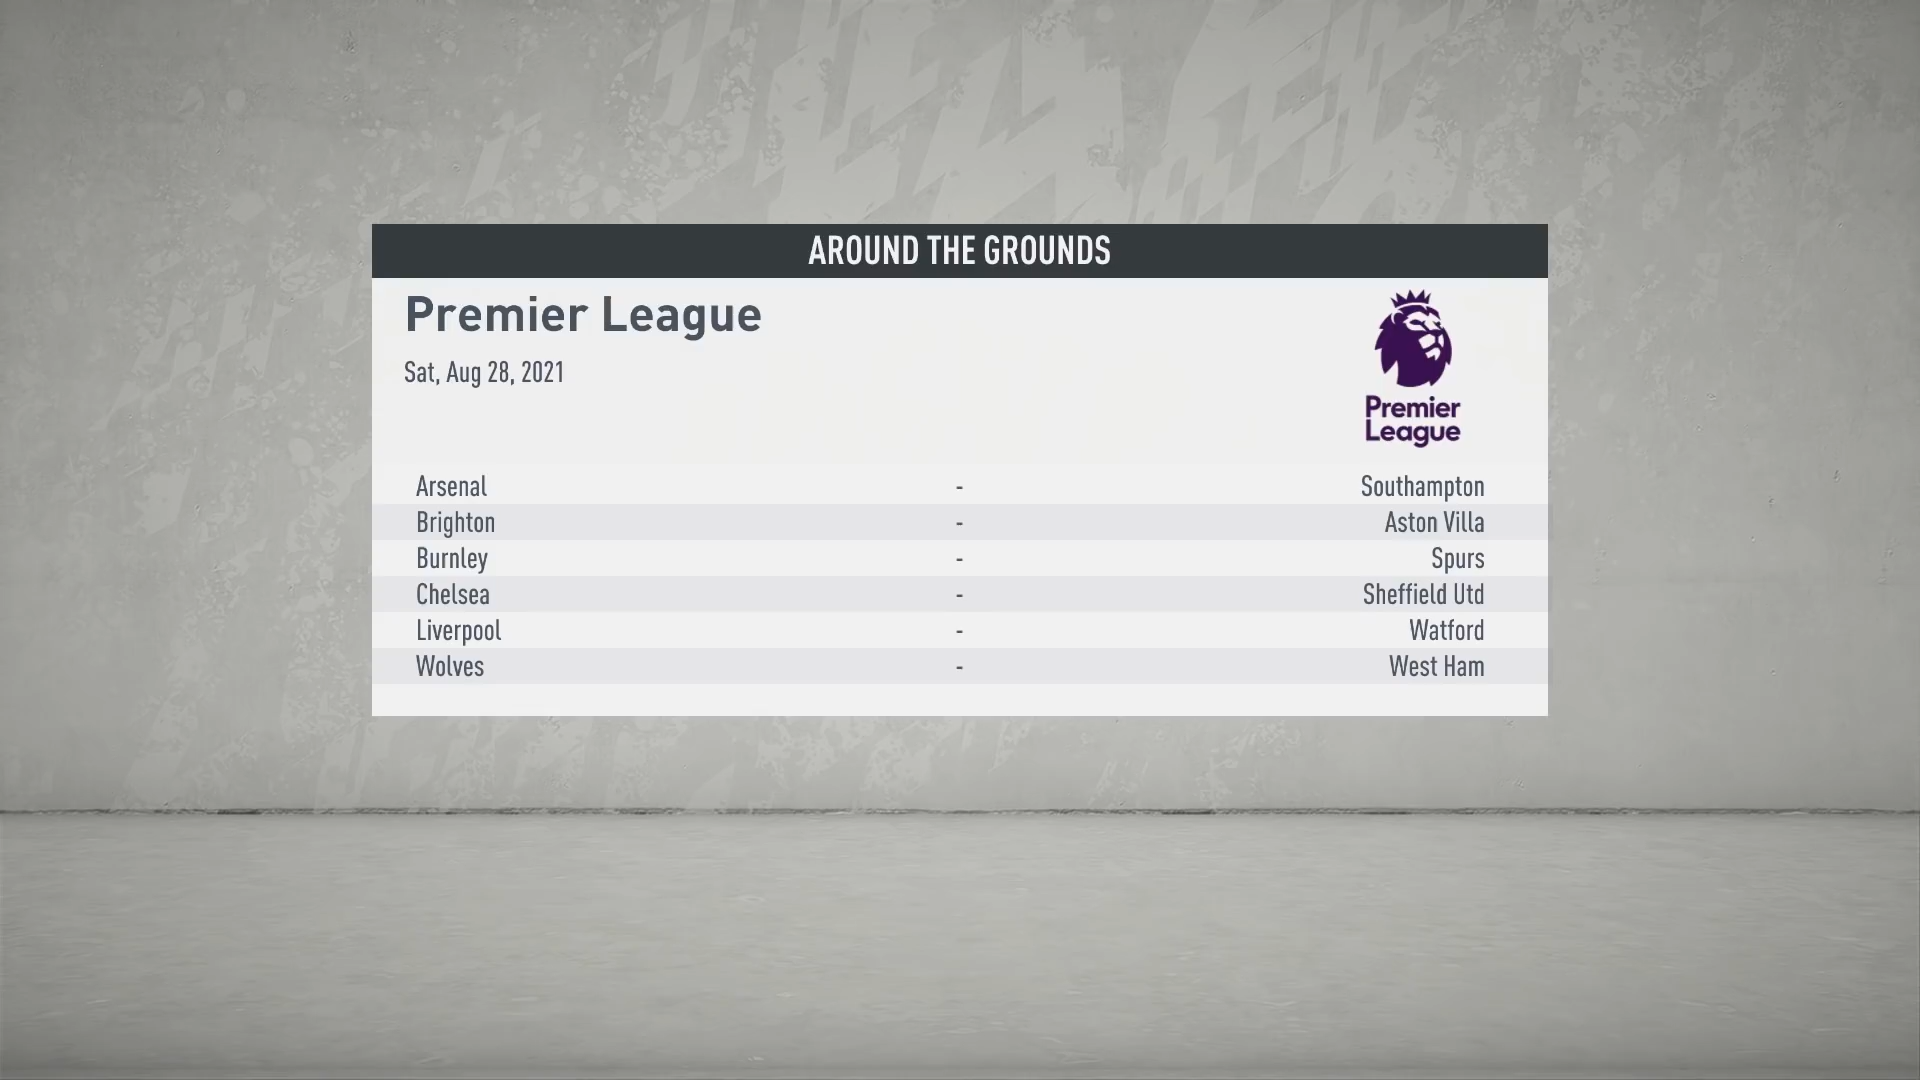 AROUND THE GROUNDS
Premier League
Sat, Aug 28, 2021
Premier
League
Arsenal - Southampton
Brighton - Aston Villa
Burnley - Spurs
Chelsea - Sheffield Utd
Liverpool - Watford
Wolves - West Ham